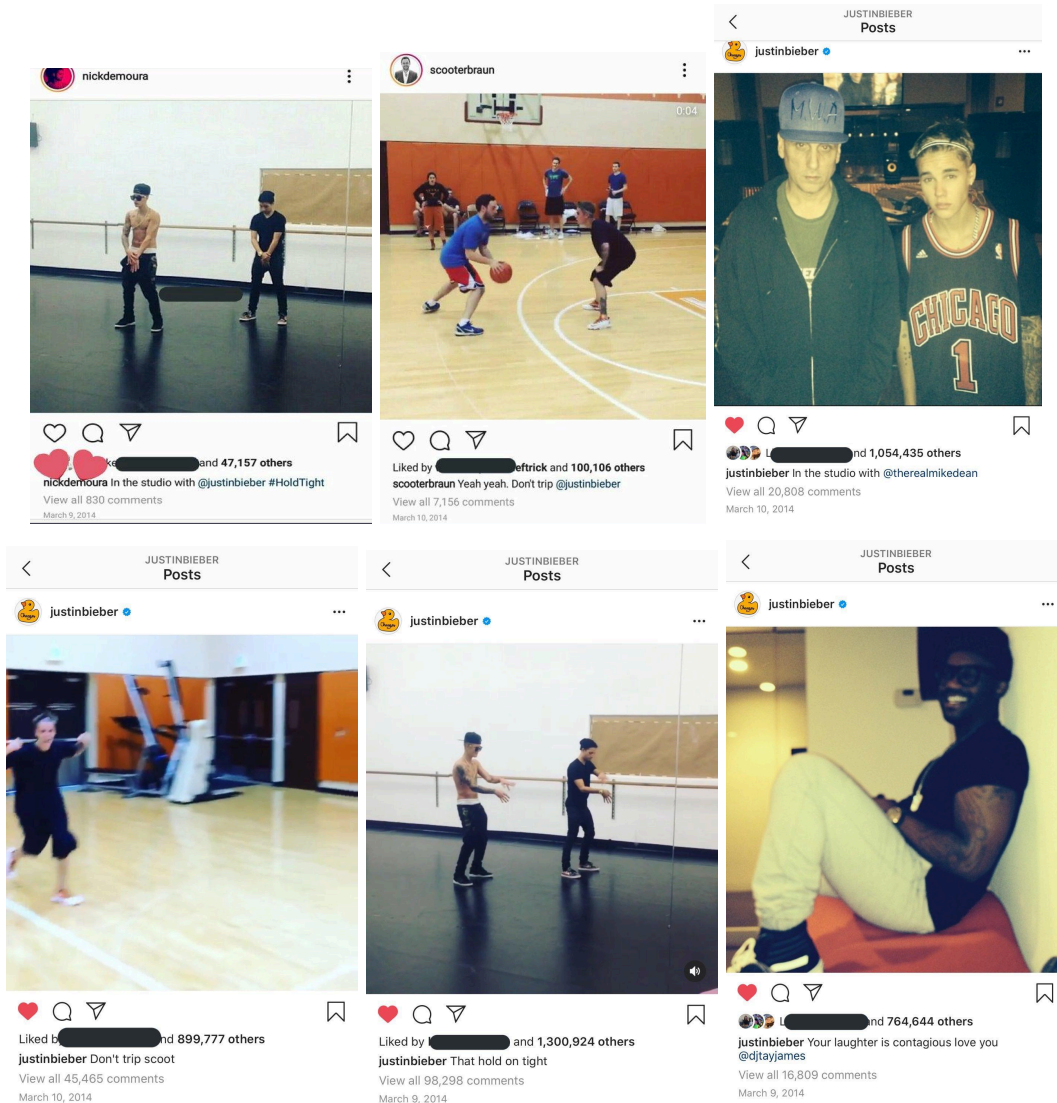 nickdemoura
and 47,157 others
nickdemoura In the studio with @justinbieber #HoldTight
View all 830 comments
March 9, 2014
scooterbraun
0:04
Liked by eftrick and 100,106 others
scooterbraun Yeah yeah. Don't trip @justinbieber
View all 7,156 comments
March 10, 2014
JUSTINBIEBER
Posts
justinbieber
CHICAGO
1
nd 1,054,435 others
justinbieber In the studio with @therealmikedean
View all 20,808 comments
March 10, 2014
JUSTINBIEBER
Posts
justinbieber
Liked b nd 899,777 others
justinbieber Don't trip scoot
View all 45,465 comments
March 10, 2014
JUSTINBIEBER
Posts
justinbieber
Liked by and 1,300,924 others
justinbieber That hold on tight
View all 98,298 comments
March 9, 2014
JUSTINBIEBER
Posts
justinbieber
L nd 764,644 others
justinbieber Your laughter is contagious love you
@djtayjames
View all 16,809 comments
March 9, 2014